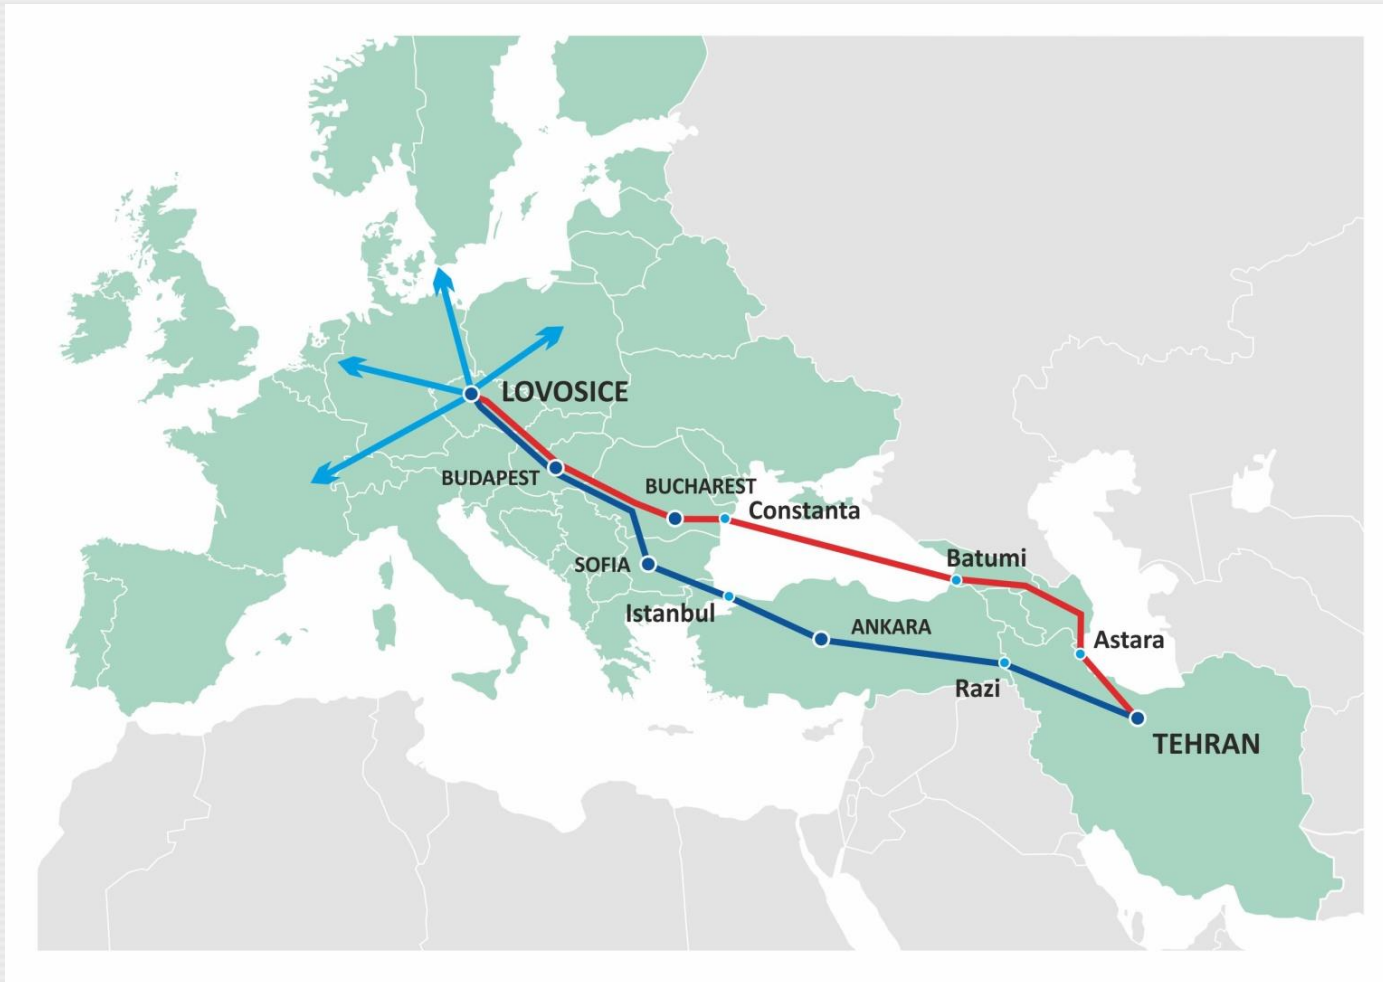 LOVOSICE
BUDAPEST
BUCHAREST
Constanta
Batumi
SOFIA
Istanbul
ANKARA
Astara
Razi
TEHRAN